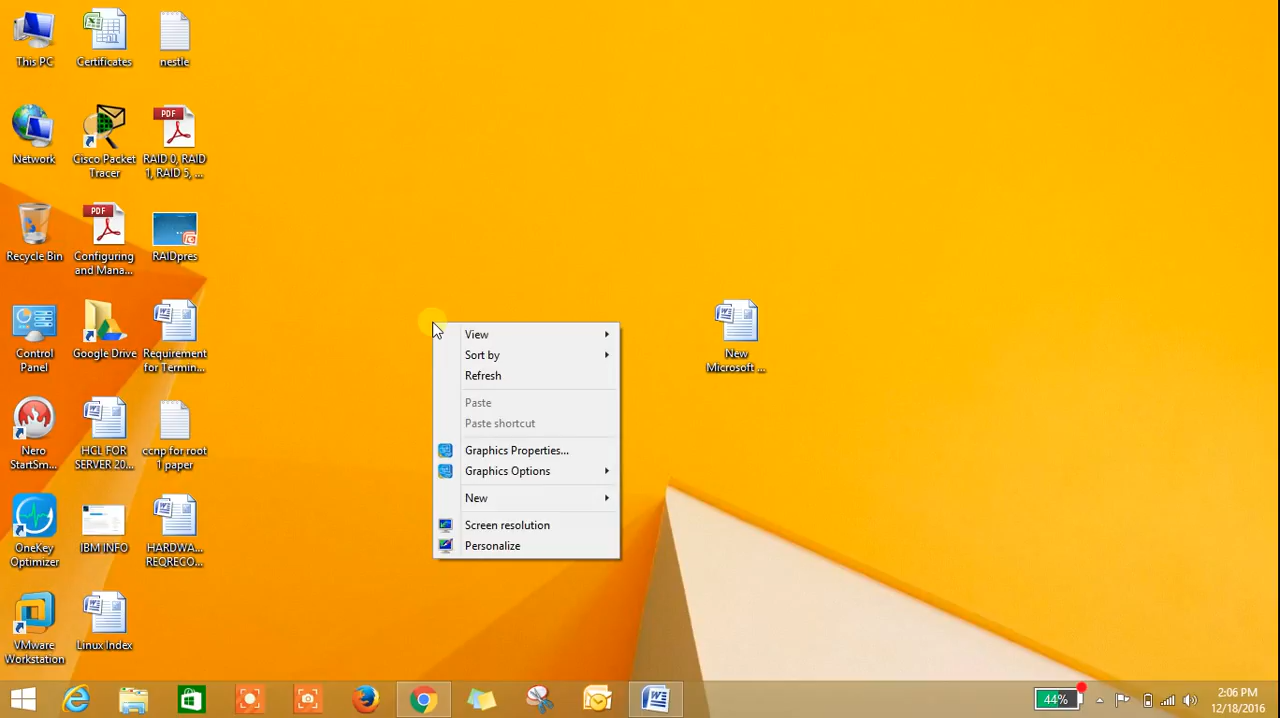 This PC
Certificates
nestle
Network
Cisco Packet
Tracer
PDF
RAID 0, RAID
1, RAID 5, ...
Recycle Bin
PDF
Configuring
and Mana...
RAIDpres
Control
Panel
Google Drive
Requirement
for Termin...
Nero
StartSm...
HCL FOR
SERVER 20...
ccnp for root
1 paper
OneKey
Optimizer
IBM INFO
HARDWA...
REQRECO...
VMware
Workstation
Linux Index
View
Sort by
Refresh
Paste
Paste shortcut
Graphics Properties...
Graphics Options
New
Screen resolution
Personalize
New
Microsoft ...
44%
2:06 PM
12/18/2016